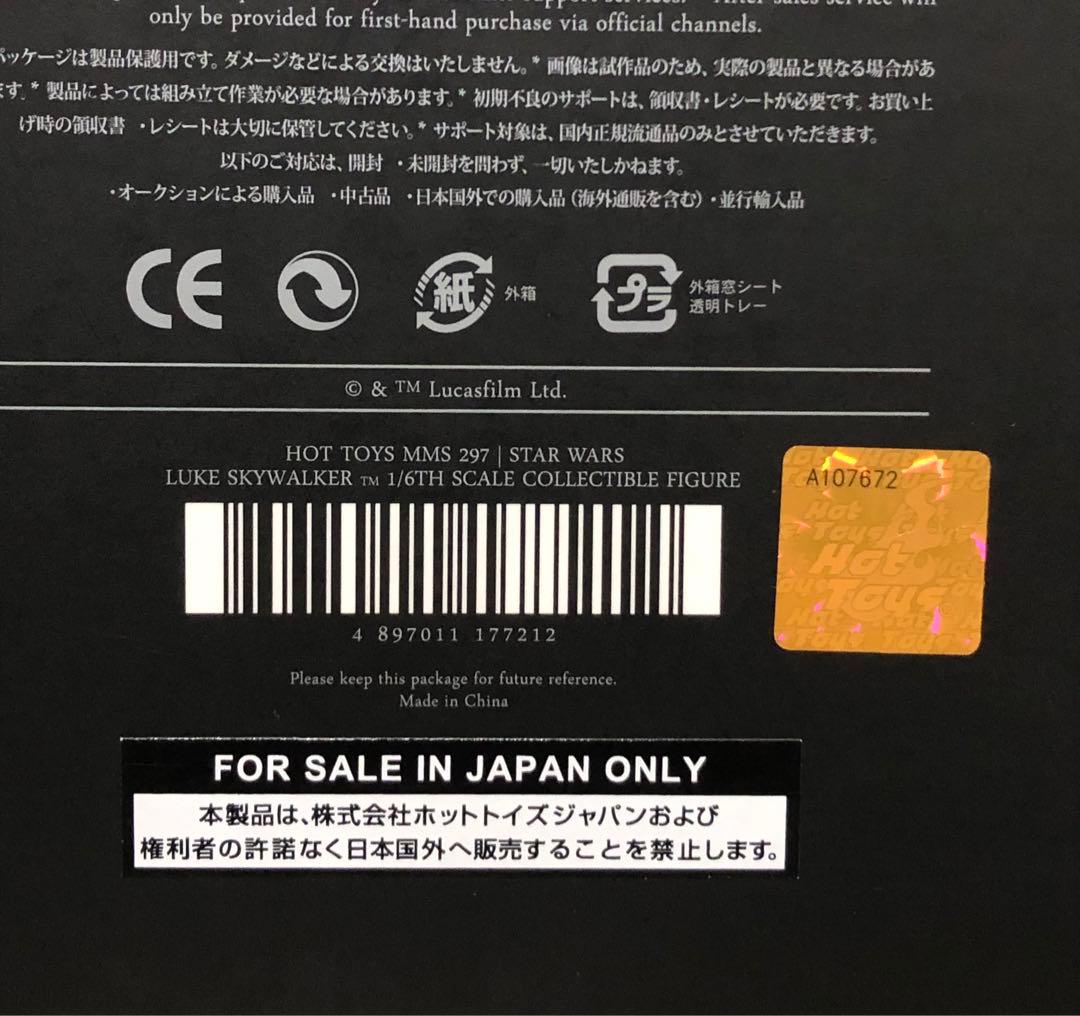 support services. * After sales service will
only be provided for first-hand purchase via official channels.
パッケージは製品保護用です。ダメージなどによる交換はいたしません。* 画像は試作品のため、実際の製品と異なる場合があ
ます。* 製品によっては組み立て作業が必要な場合があります。* 初期不良のサポートは、領収書・レシートが必要です。お買い上
げ時の領収書 ・レシートは大切に保管してください。* サポート対象は、国内正規流通品のみとさせていただきます。
以下のご対応は、開封 ・未開封を問わず、一切いたしかねます。
・オークションによる購入品 ・中古品 ・日本国外での購入品（海外通販を含む）・並行輸入品
CE
紙 外箱
プラ 外箱窓シート
透明トレー
© & ™ Lucasfilm Ltd.
HOT TOYS MMS 297 | STAR WARS
LUKE SKYWALKER ™ 1/6TH SCALE COLLECTIBLE FIGURE
A107672
Hot
Toys
Hot
Toys
4 897011 177212
Please keep this package for future reference.
Made in China
FOR SALE IN JAPAN ONLY
本製品は、株式会社ホットトイズジャパンおよび
権利者の許諾なく日本国外へ販売することを禁止します。